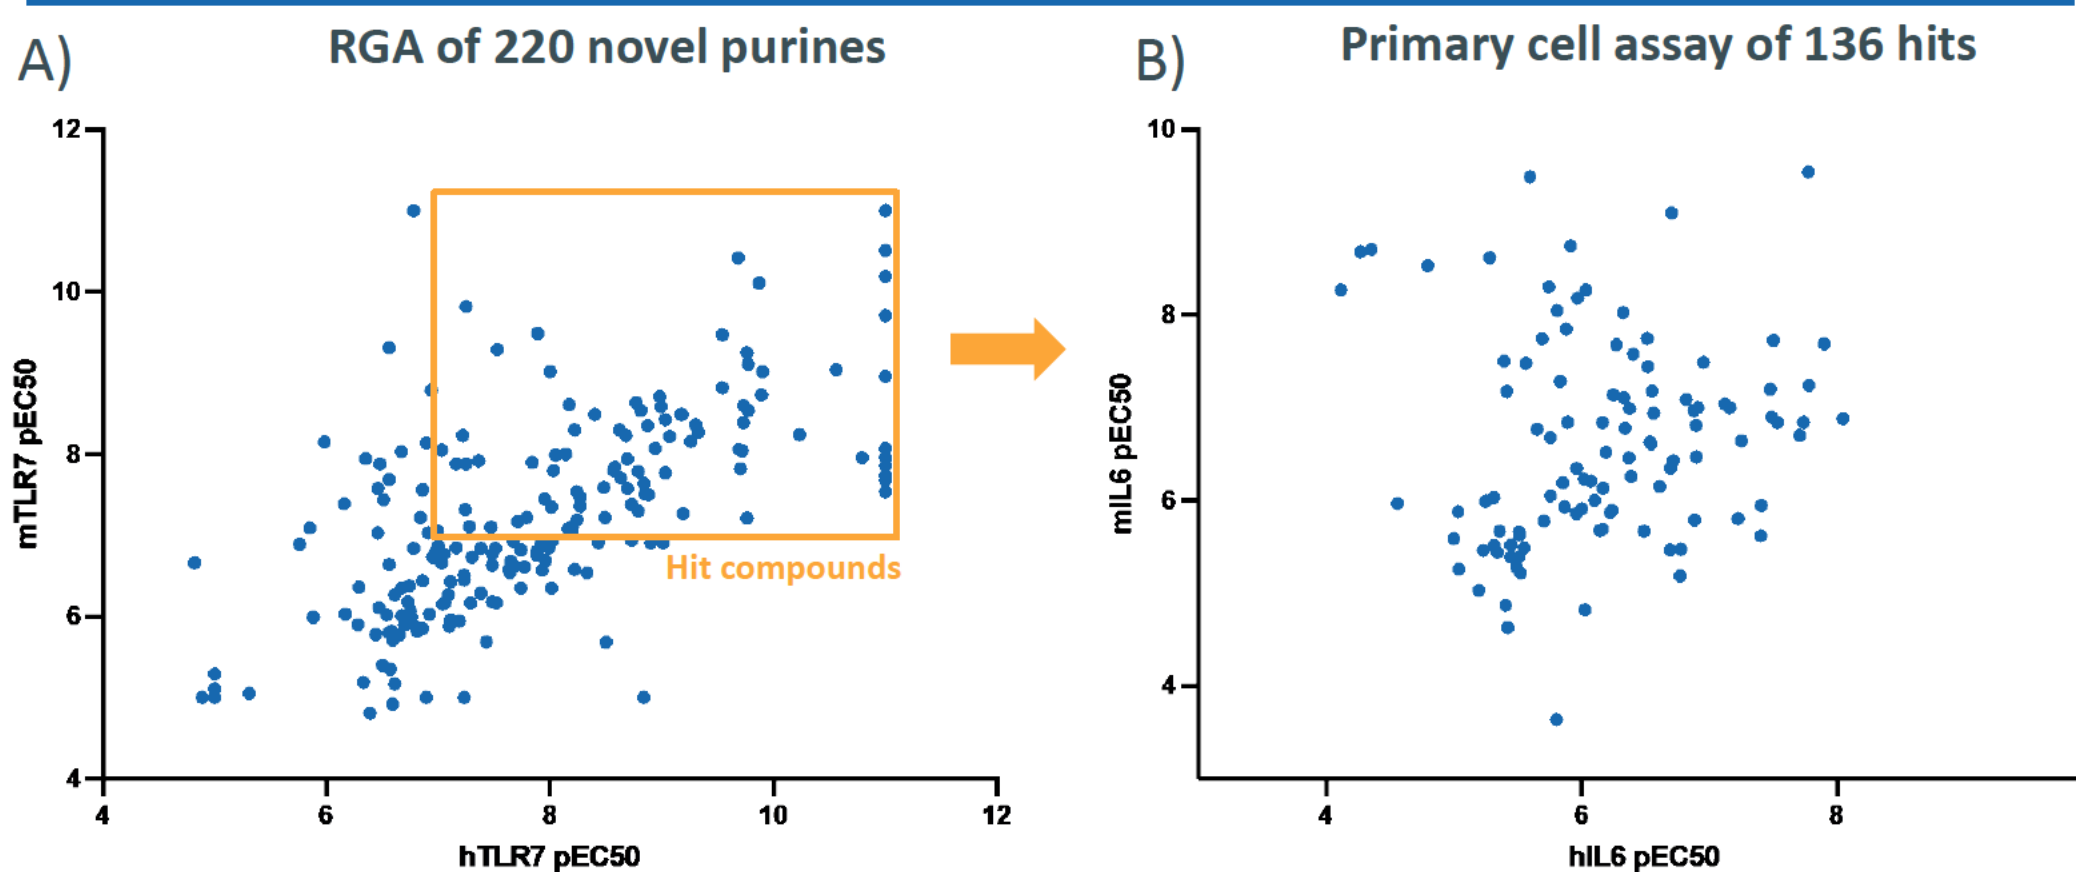 A)
RGA of 220 novel purines
12
10
8
6
4
mTLR7 pEC50
4
6
8
10
12
hTLR7 pEC50
Hit compounds
B)
Primary cell assay of 136 hits
10
8
6
4
mIL6 pEC50
4
6
8
hIL6 pEC50